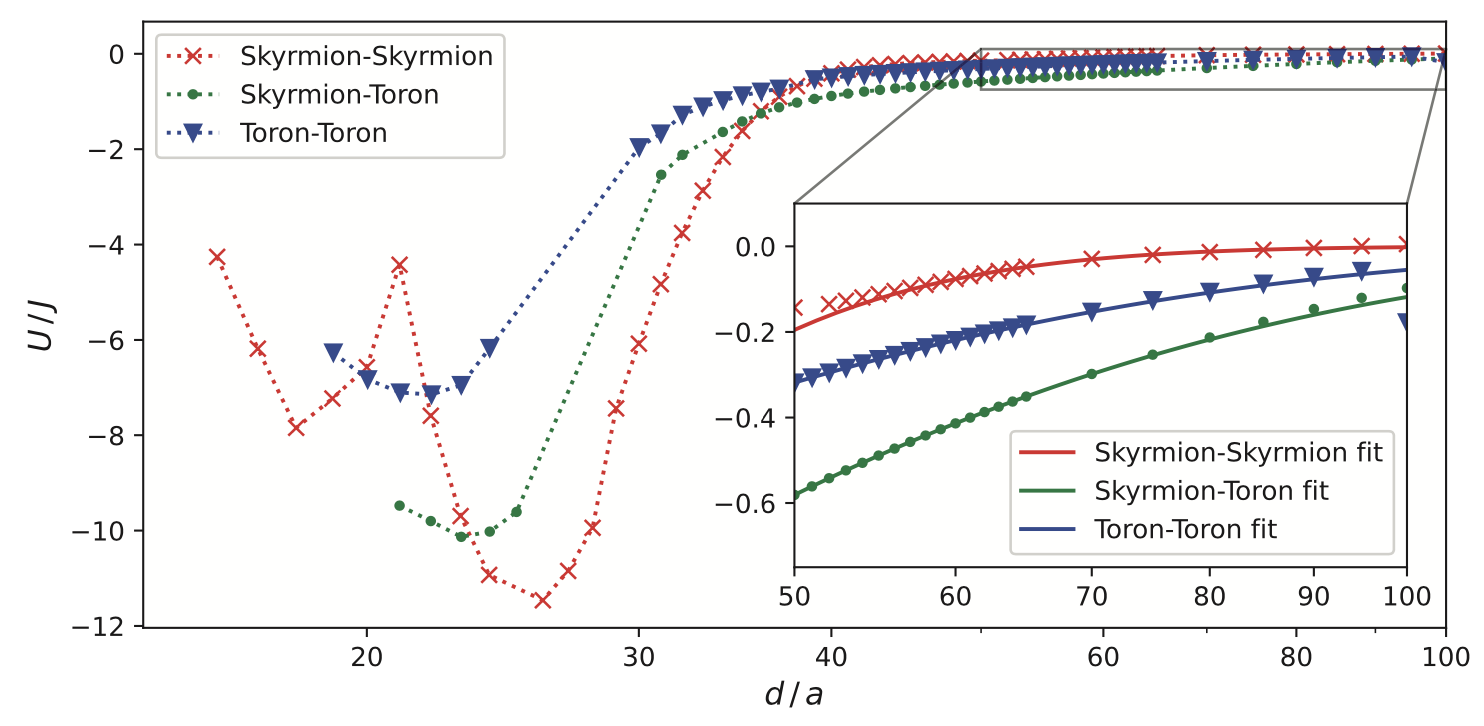 0
−2
−4
−6
−8
−10
−12
U / J
Skyrmion-Skyrmion
Skyrmion-Toron
Toron-Toron
0.0
−0.2
−0.4
−0.6
Skyrmion-Skyrmion fit
Skyrmion-Toron fit
Toron-Toron fit
50 60 70 80 90 100
20 30 40 60 80 100
d / a